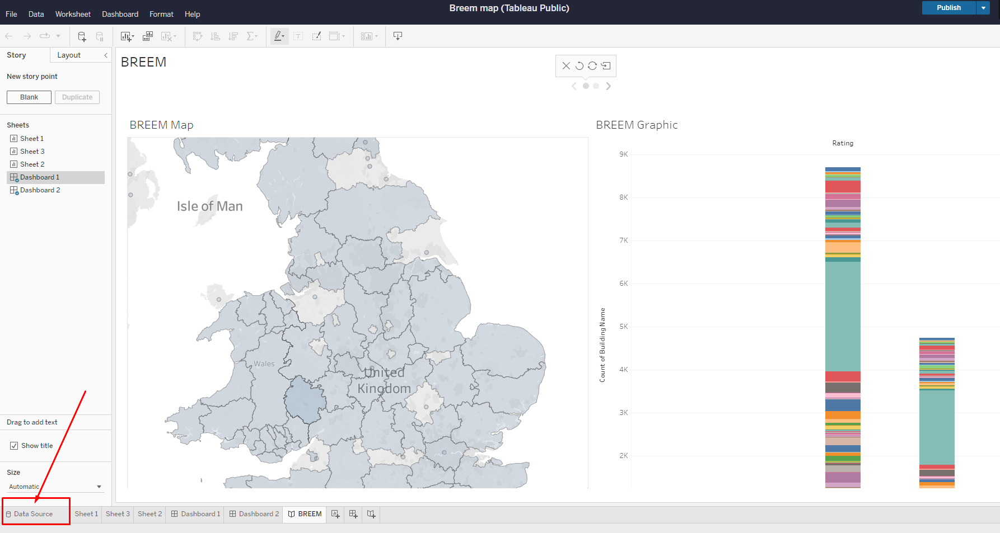 Breem map (Tableau Public)
Publish
File Data Worksheet Dashboard Format Help
Story Layout
New story point
Blank Duplicate
Sheets
Sheet 1
Sheet 3
Sheet 2
Dashboard 1
Dashboard 2
Drag to add text
Show title
Size
Automatic
BREEM
BREEM Map
Isle of Man
Wales
United
Kingdom
BREEM Graphic
Rating
9K
8K
7K
6K
5K
4K
3K
2K
Count of Building Name
Data Source Sheet 1 Sheet 3 Sheet 2 Dashboard 1 Dashboard 2 BREEM